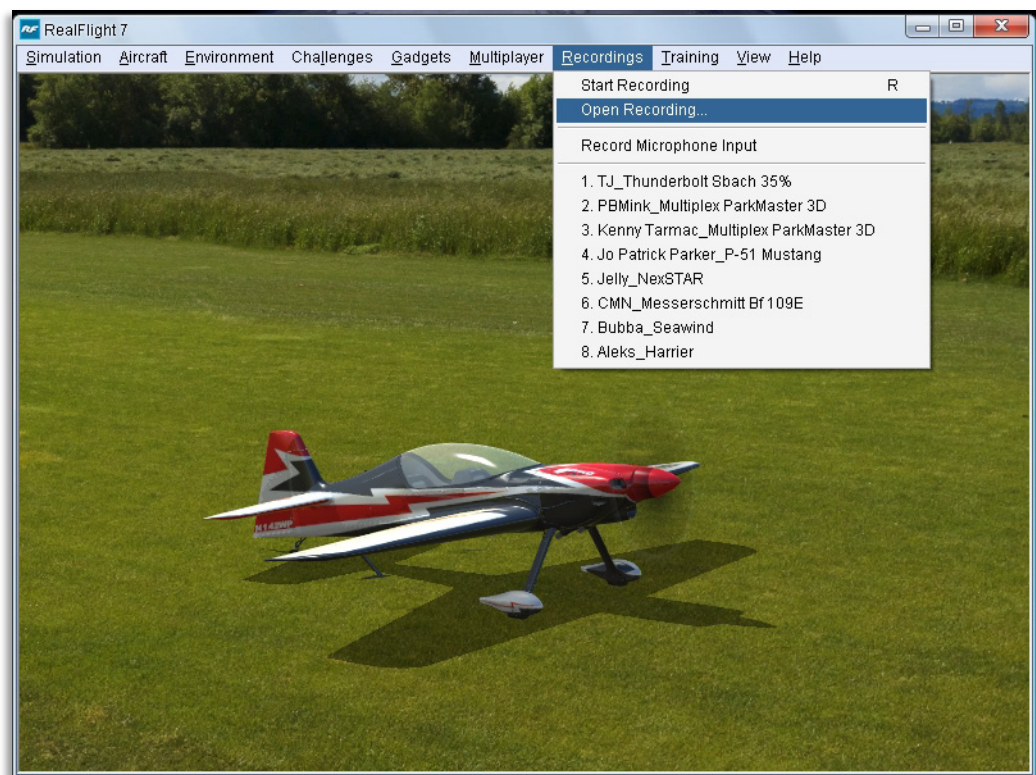 RealFlight 7
Simulation Aircraft Environment Challenges Gadgets Multiplayer Recordings Training View Help
Start Recording R
Open Recording...
Record Microphone Input
1. TJ_Thunderbolt Sbach 35%
2. PBMink_Multiplex ParkMaster 3D
3. Kenny Tarmac_Multiplex ParkMaster 3D
4. Jo Patrick Parker_P-51 Mustang
5. Jelly_NexSTAR
6. CMN_Messerschmitt Bf 109E
7. Bubba_Seawind
8. Aleks_Harrier
N142WP